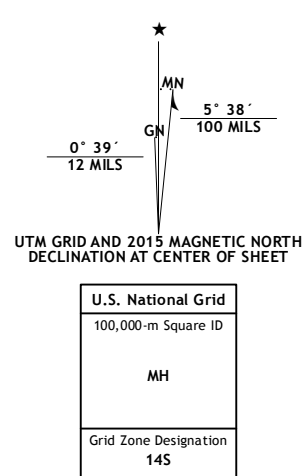 ★
MN
5° 38´
100 MILS
GN
0° 39´
12 MILS
UTM GRID AND 2015 MAGNETIC NORTH
DECLINATION AT CENTER OF SHEET
U.S. National Grid
100,000-m Square ID
MH
Grid Zone Designation
14S